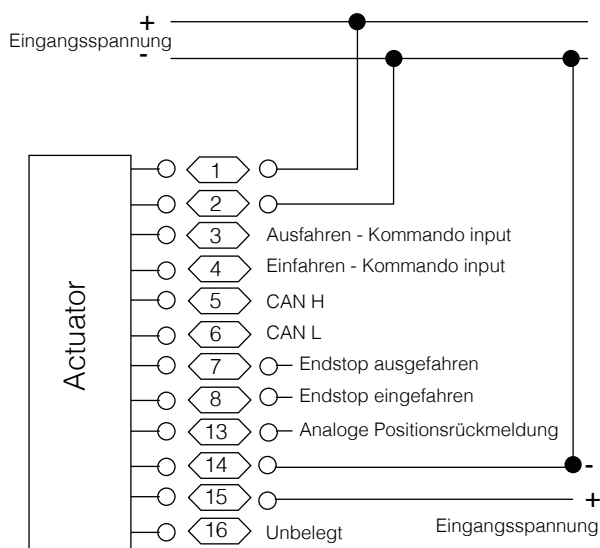 +
Eingangsspannung
-
1
2
3 Ausfahren - Kommando input
4 Einfahren - Kommando input
5 CAN H
6 CAN L
7 Endstop ausgefahren
8 Endstop eingefahren
13 Analoge Positionsrückmeldung
14 -
15 +
16 Unbelegt
Eingangsspannung
Actuator